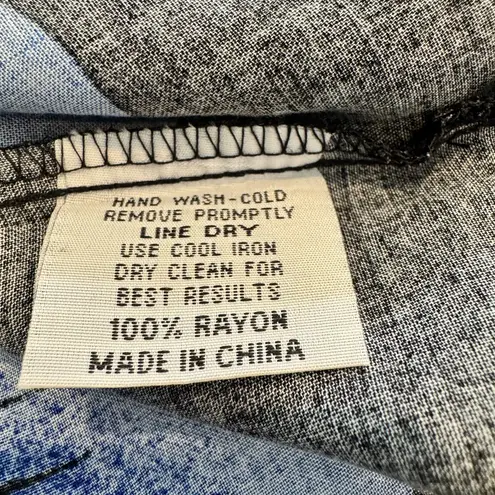 HAND WASH-COLD
REMOVE PROMPTLY
LINE DRY
USE COOL IRON
DRY CLEAN FOR
BEST RESULTS
100% RAYON
MADE IN CHINA